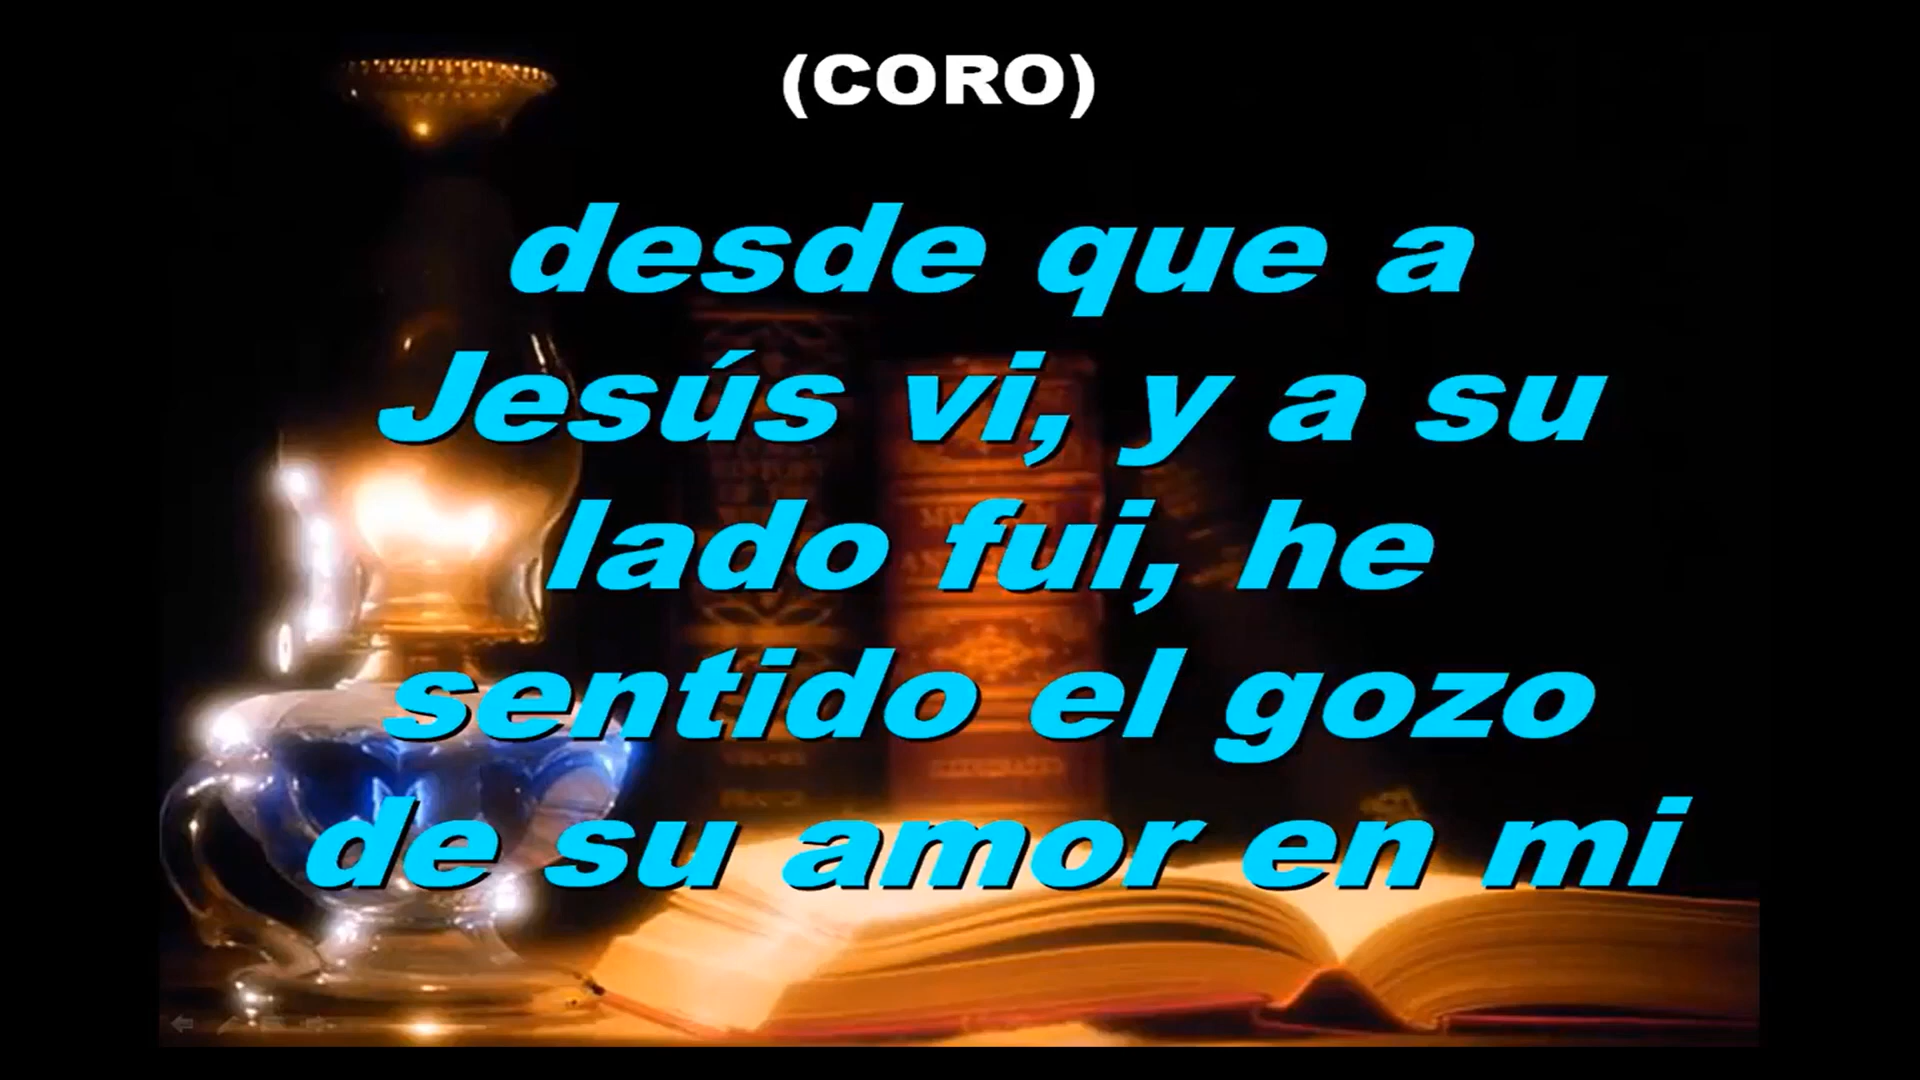 (CORO)
desde que a
Jesús vi, y a su
lado fui, he
sentido el gozo
de su amor en mi